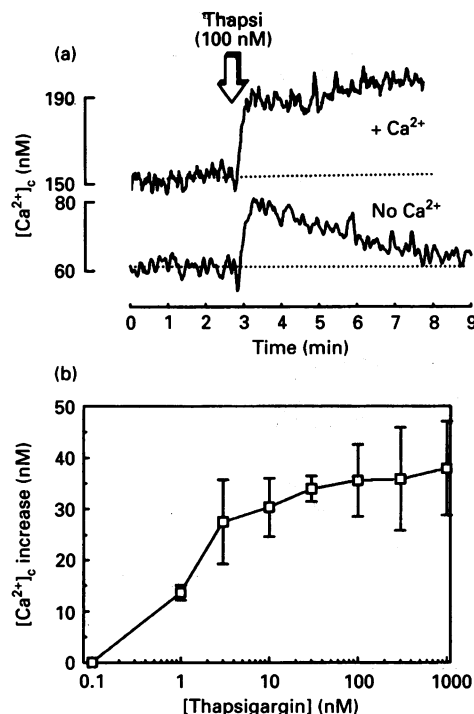 Thapsi
(100 nM)
(a)
190
+ Ca²⁺
150
80
No Ca²⁺
60
[Ca²⁺]c (nM)
0 1 2 3 4 5 6 7 8 9
Time (min)
(b)
50
40
30
20
10
0
[Ca²⁺]c increase (nM)
0.1 1 10 100 1000
[Thapsigargin] (nM)